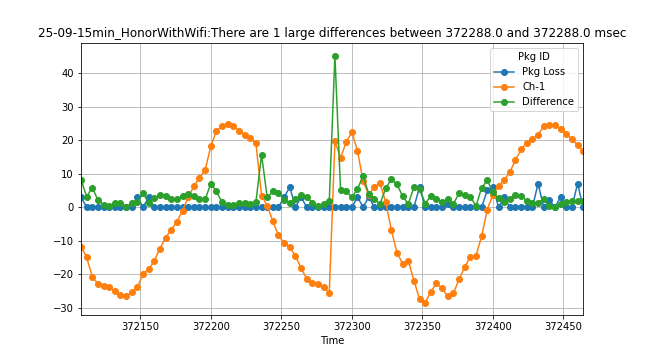 25-09-15min_HonorWithWifi:There are 1 large differences between 372288.0 and 372288.0 msec
Pkg ID
Pkg Loss
Ch-1
Difference
40
30
20
10
0
−10
−20
−30
372150 372200 372250 372300 372350 372400 372450
Time